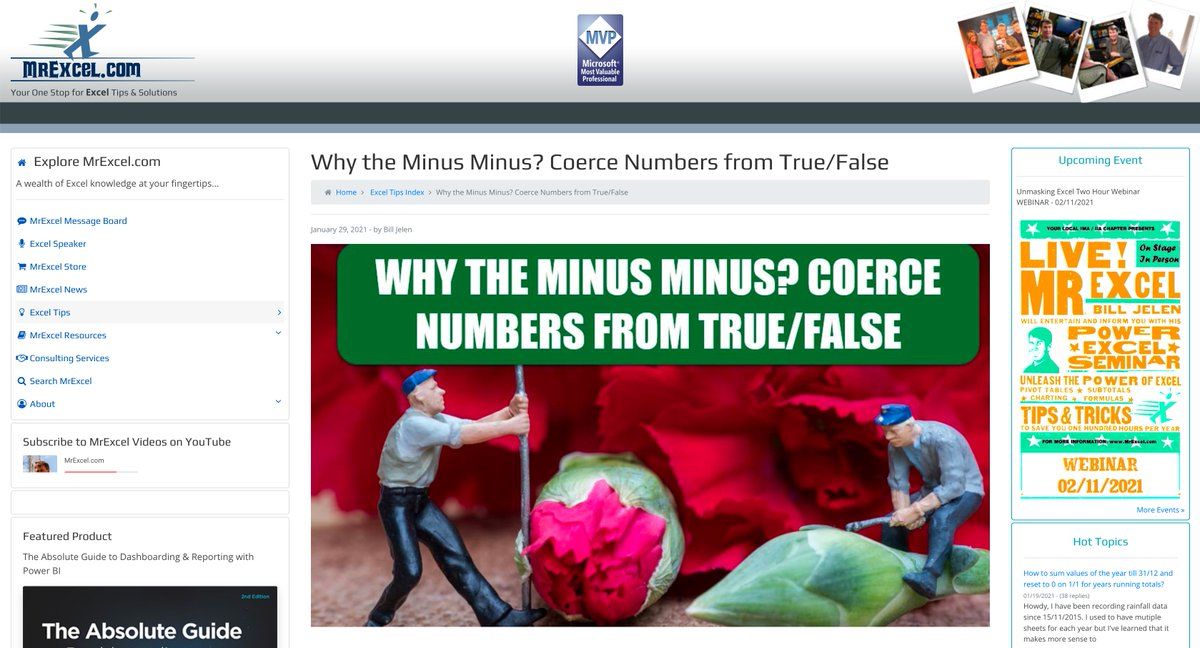 MrExcel.com
Your One Stop for Excel Tips & Solutions
MVP
Microsoft®
Most Valuable
Professional
Explore MrExcel.com
A wealth of Excel knowledge at your fingertips...
MrExcel Message Board
Excel Speaker
MrExcel Store
MrExcel News
Excel Tips
MrExcel Resources
Consulting Services
Search MrExcel
About
Subscribe to MrExcel Videos on YouTube
MrExcel.com
Featured Product
The Absolute Guide to Dashboarding & Reporting with
Power BI
2nd Edition
The Absolute Guide
Why the Minus Minus? Coerce Numbers from True/False
Home > Excel Tips Index > Why the Minus Minus? Coerce Numbers from True/False
January 29, 2021 - by Bill Jelen
WHY THE MINUS MINUS? COERCE
NUMBERS FROM TRUE/FALSE
Upcoming Event
Unmasking Excel Two Hour Webinar
WEBINAR - 02/11/2021
YOUR LOCAL IMA / IIA CHAPTER PRESENTS
LIVE!
On Stage
In Person
MR EXCEL
BILL JELEN
WILL ENTERTAIN AND INFORM YOU WITH HIS
POWER
EXCEL
SEMINAR
UNLEASH THE POWER OF EXCEL
PIVOT TABLES ★ SUBTOTALS
★ CHARTING ★ FORMULAS ★
TIPS & TRICKS
TO SAVE YOU ONE HUNDRED HOURS PER YEAR
FOR MORE INFORMATION: www.MrExcel.com
WEBINAR
02/11/2021
More Events »
Hot Topics
How to sum values of the year till 31/12 and
reset to 0 on 1/1 for years running totals?
01/19/2021 - (38 replies)
Howdy, I have been recording rainfall data
since 15/11/2015. I used to have mutiple
sheets for each year but I've learned that it
makes more sense to